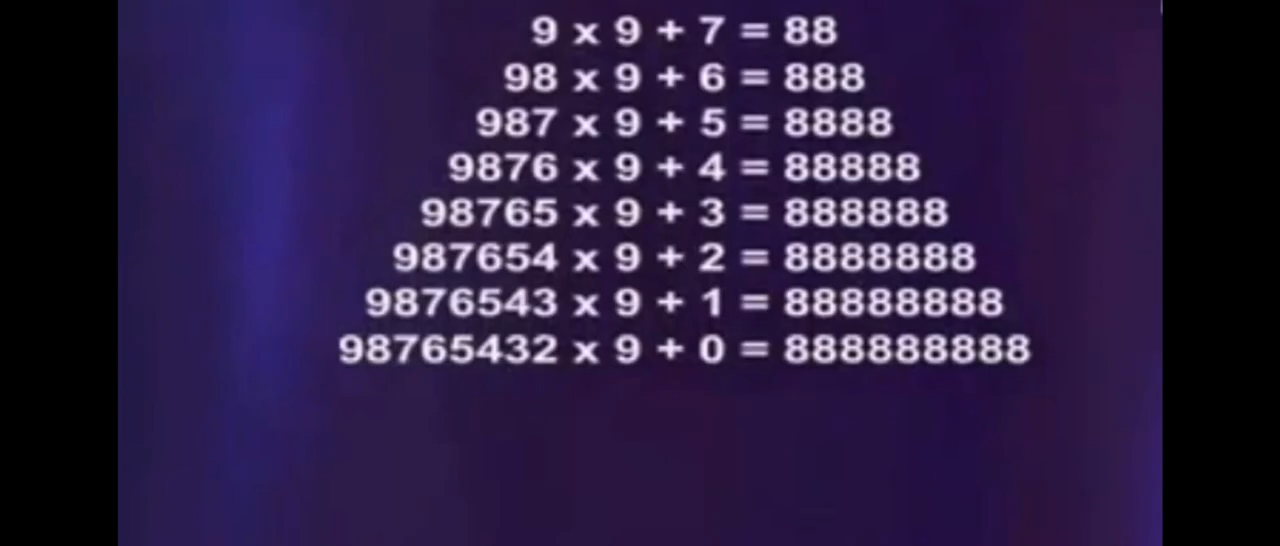 9 x 9 + 7 = 88
98 x 9 + 6 = 888
987 x 9 + 5 = 8888
9876 x 9 + 4 = 88888
98765 x 9 + 3 = 888888
987654 x 9 + 2 = 8888888
9876543 x 9 + 1 = 88888888
98765432 x 9 + 0 = 888888888